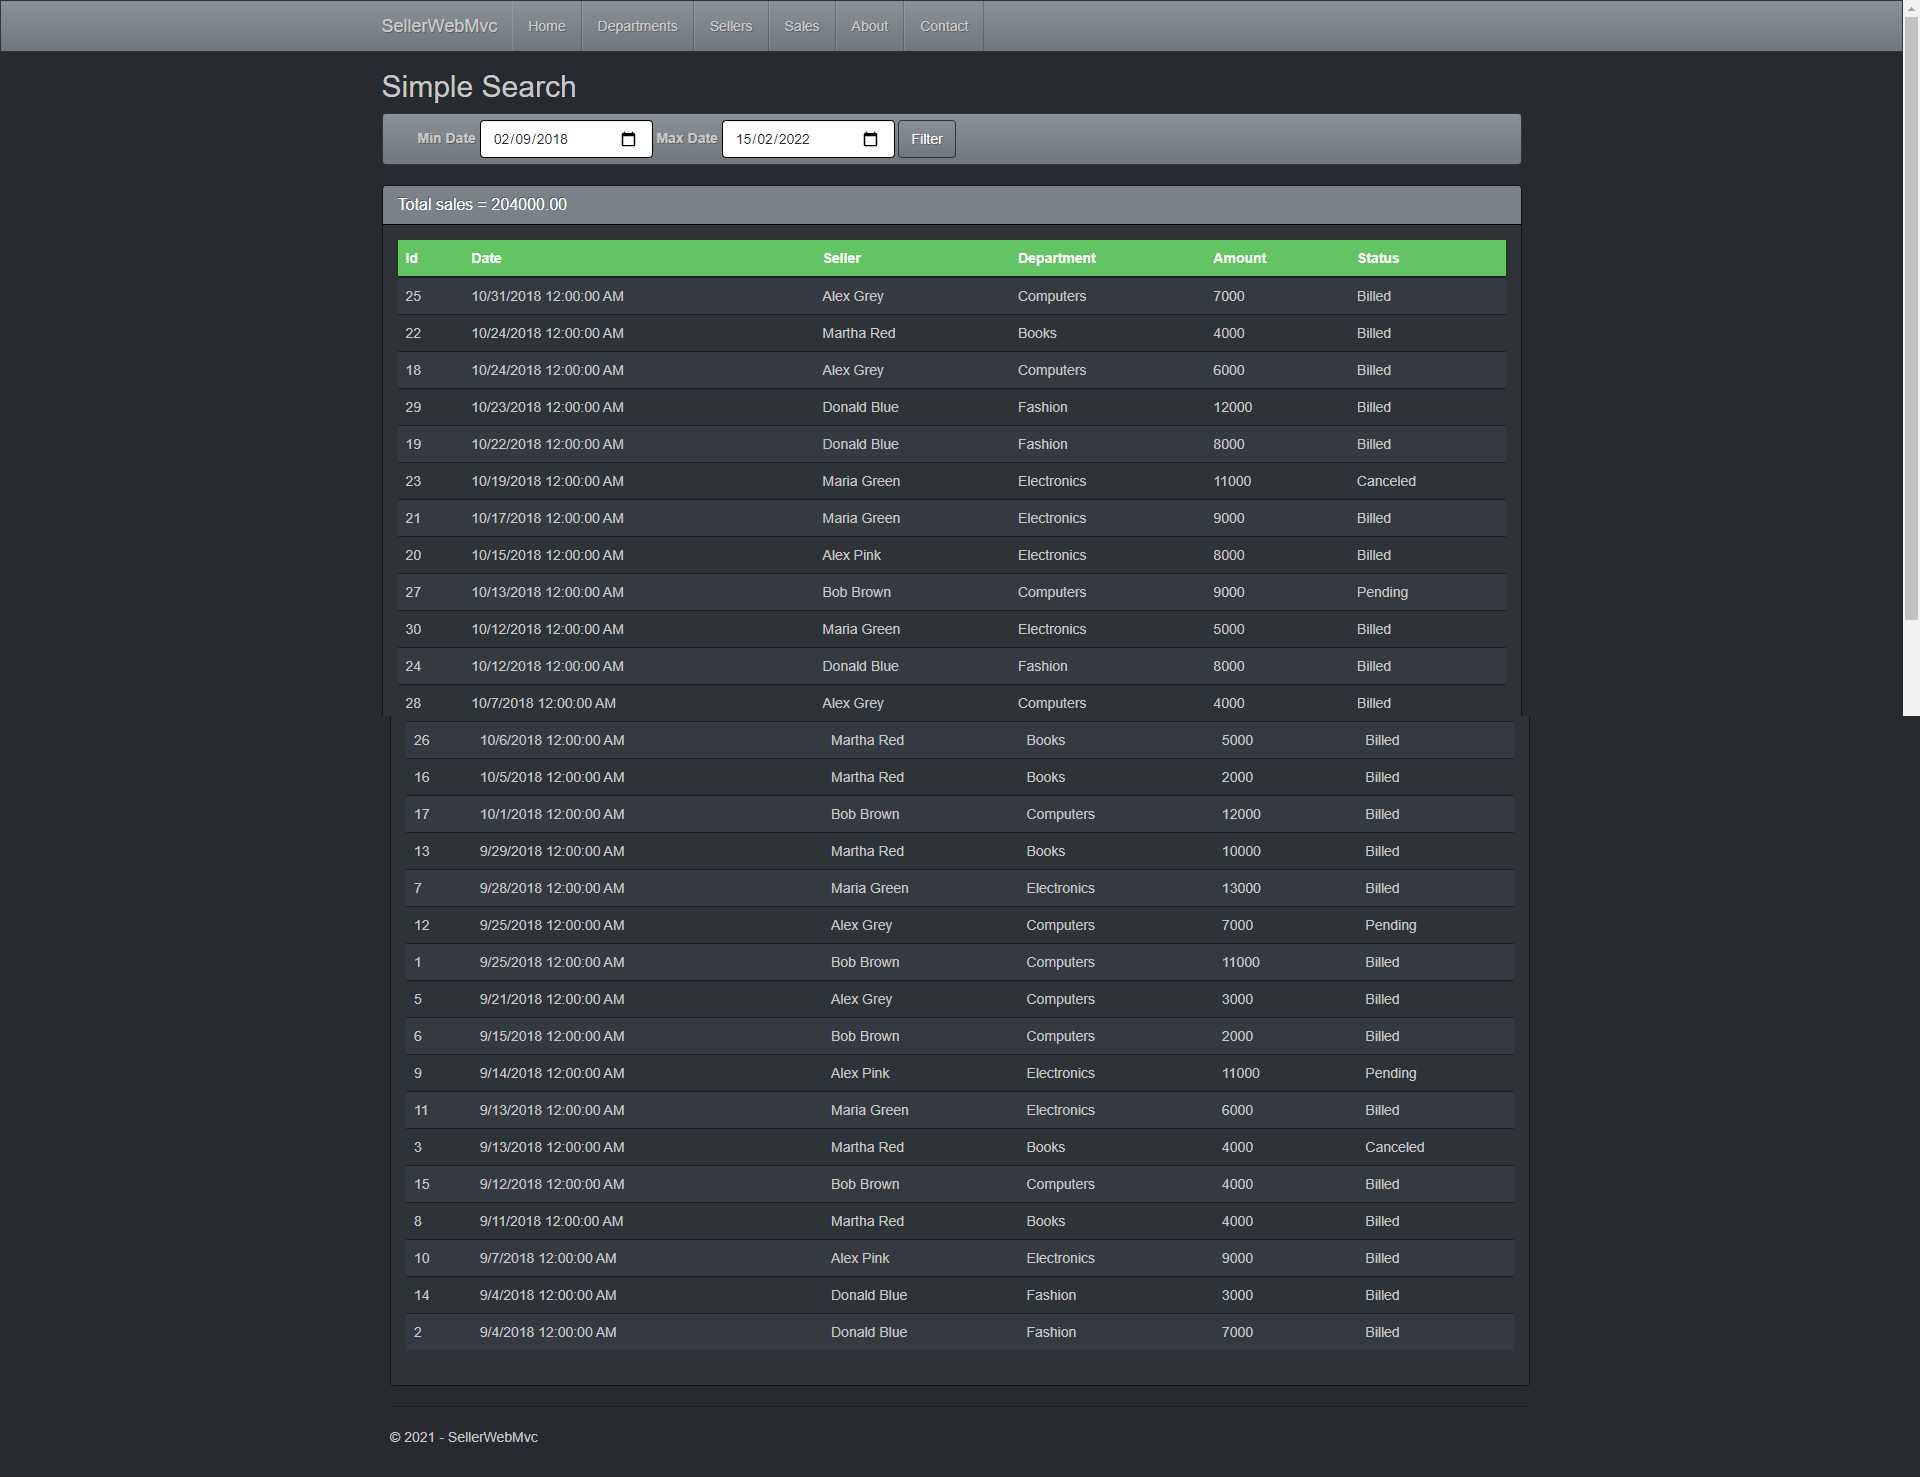 SellerWebMvc Home Departments Sellers Sales About Contact
Simple Search
Min Date 02/09/2018 Max Date 15/02/2022 Filter
Total sales = 204000.00
Id Date Seller Department Amount Status
25 10/31/2018 12:00:00 AM Alex Grey Computers 7000 Billed
22 10/24/2018 12:00:00 AM Martha Red Books 4000 Billed
18 10/24/2018 12:00:00 AM Alex Grey Computers 6000 Billed
29 10/23/2018 12:00:00 AM Donald Blue Fashion 12000 Billed
19 10/22/2018 12:00:00 AM Donald Blue Fashion 8000 Billed
23 10/19/2018 12:00:00 AM Maria Green Electronics 11000 Canceled
21 10/17/2018 12:00:00 AM Maria Green Electronics 9000 Billed
20 10/15/2018 12:00:00 AM Alex Pink Electronics 8000 Billed
27 10/13/2018 12:00:00 AM Bob Brown Computers 9000 Pending
30 10/12/2018 12:00:00 AM Maria Green Electronics 5000 Billed
24 10/12/2018 12:00:00 AM Donald Blue Fashion 8000 Billed
28 10/7/2018 12:00:00 AM Alex Grey Computers 4000 Billed
26 10/6/2018 12:00:00 AM Martha Red Books 5000 Billed
16 10/5/2018 12:00:00 AM Martha Red Books 2000 Billed
17 10/1/2018 12:00:00 AM Bob Brown Computers 12000 Billed
13 9/29/2018 12:00:00 AM Martha Red Books 10000 Billed
7 9/28/2018 12:00:00 AM Maria Green Electronics 13000 Billed
12 9/25/2018 12:00:00 AM Alex Grey Computers 7000 Pending
1 9/25/2018 12:00:00 AM Bob Brown Computers 11000 Billed
5 9/21/2018 12:00:00 AM Alex Grey Computers 3000 Billed
6 9/15/2018 12:00:00 AM Bob Brown Computers 2000 Billed
9 9/14/2018 12:00:00 AM Alex Pink Electronics 11000 Pending
11 9/13/2018 12:00:00 AM Maria Green Electronics 6000 Billed
3 9/13/2018 12:00:00 AM Martha Red Books 4000 Canceled
15 9/12/2018 12:00:00 AM Bob Brown Computers 4000 Billed
8 9/11/2018 12:00:00 AM Martha Red Books 4000 Billed
10 9/7/2018 12:00:00 AM Alex Pink Electronics 9000 Billed
14 9/4/2018 12:00:00 AM Donald Blue Fashion 3000 Billed
2 9/4/2018 12:00:00 AM Donald Blue Fashion 7000 Billed
© 2021 - SellerWebMvc